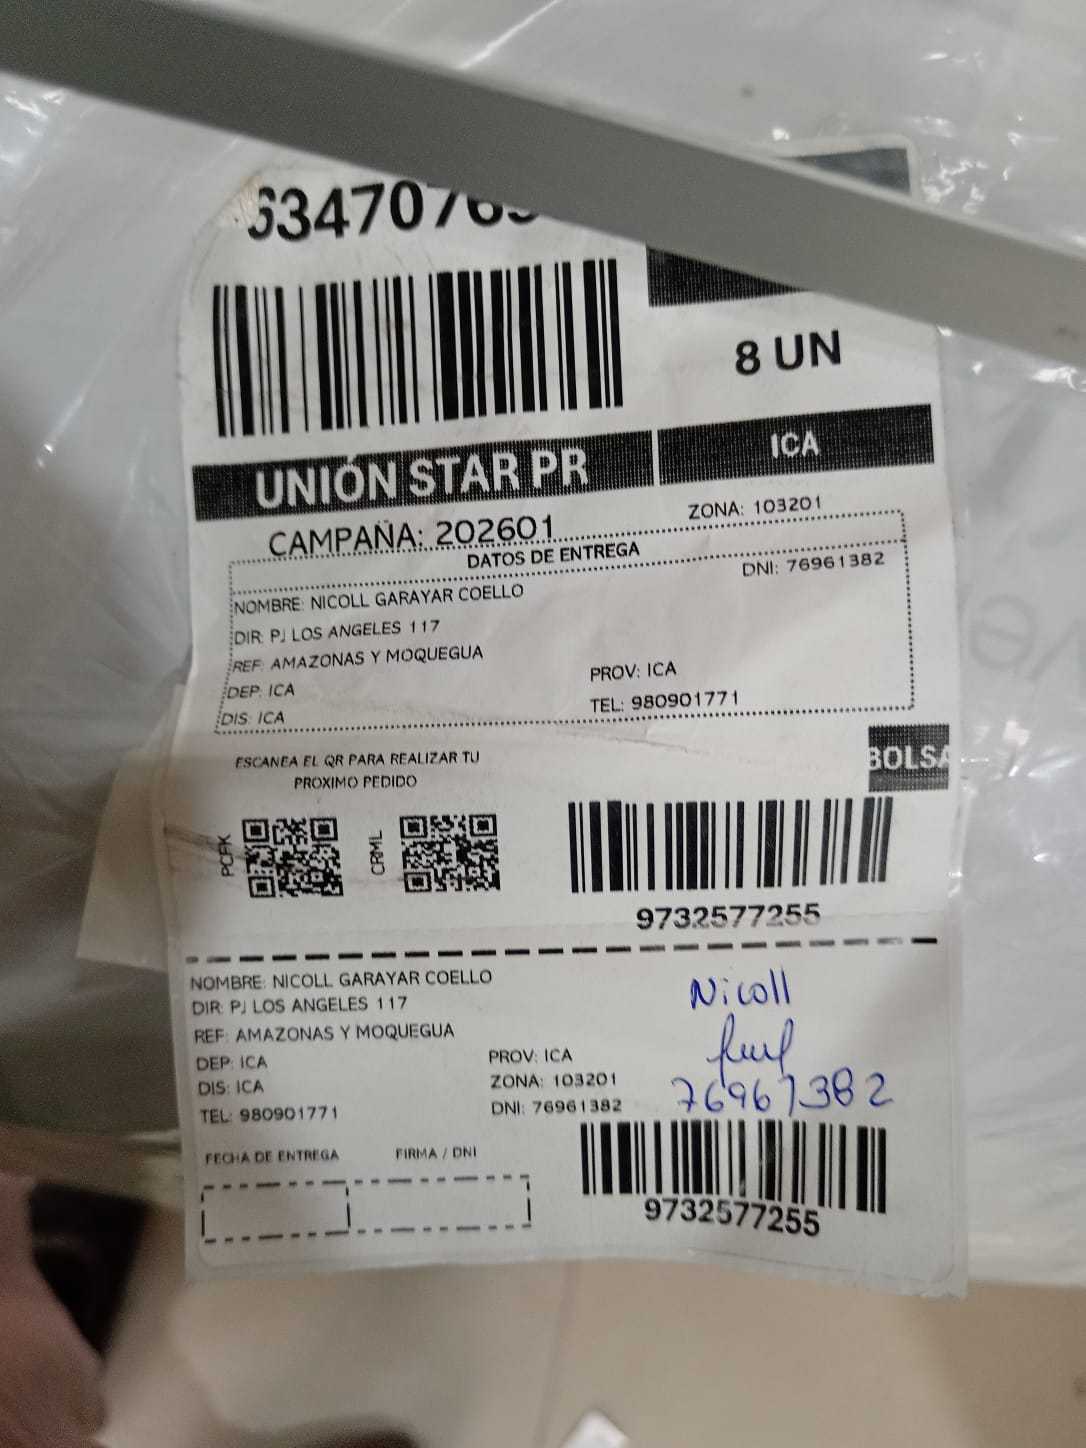 8 UN
UNIÓN STAR PR
ICA
CAMPAÑA: 202601
ZONA: 103201
DATOS DE ENTREGA
DNI: 76961382
NOMBRE: NICOLL GARAYAR COELLO
DIR: PJ LOS ANGELES 117
REF: AMAZONAS Y MOQUEGUA
DEP: ICA
PROV: ICA
DIS: ICA
TEL: 980901771
BOLSA
ESCANEA EL QR PARA REALIZAR TU
PROXIMO PEDIDO
PCFK
CRML
9732577255
NOMBRE: NICOLL GARAYAR COELLO
DIR: PJ LOS ANGELES 117
REF: AMAZONAS Y MOQUEGUA
DEP: ICA
PROV: ICA
DIS: ICA
ZONA: 103201
TEL: 980901771
DNI: 76961382
Nicoll
76961382
FECHA DE ENTREGA
FIRMA / DNI
9732577255